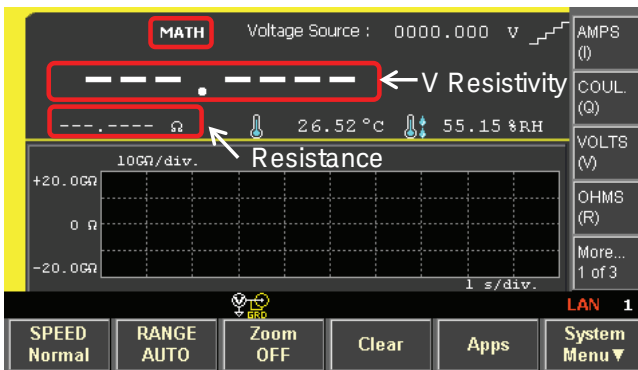 MATH Voltage Source : 0000.000 V
AMPS (I)
---.---- V Resistivity
COUL. (Q)
---.---- Ω 26.52°C 55.15%RH
Resistance
VOLTS (V)
10GΩ/div.
+20.0GΩ
OHMS (R)
0 Ω
More... 1 of 3
-20.0GΩ
1 s/div.
GRD
LAN 1
SPEED Normal
RANGE AUTO
Zoom OFF
Clear
Apps
System Menu▼